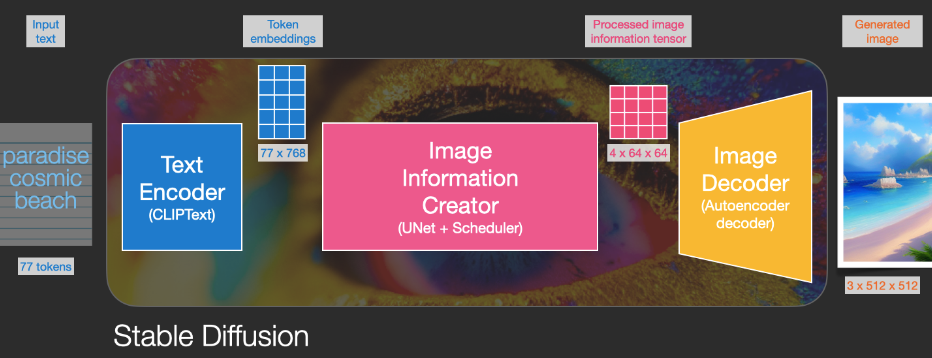 Input
text
Token
embeddings
Processed image
information tensor
Generated
image
paradise
cosmic
beach
77 tokens
Text
Encoder
(CLIPText)
77 x 768
Image
Information
Creator
(UNet + Scheduler)
4 x 64 x 64
Image
Decoder
(Autoencoder
decoder)
3 x 512 x 512
Stable Diffusion